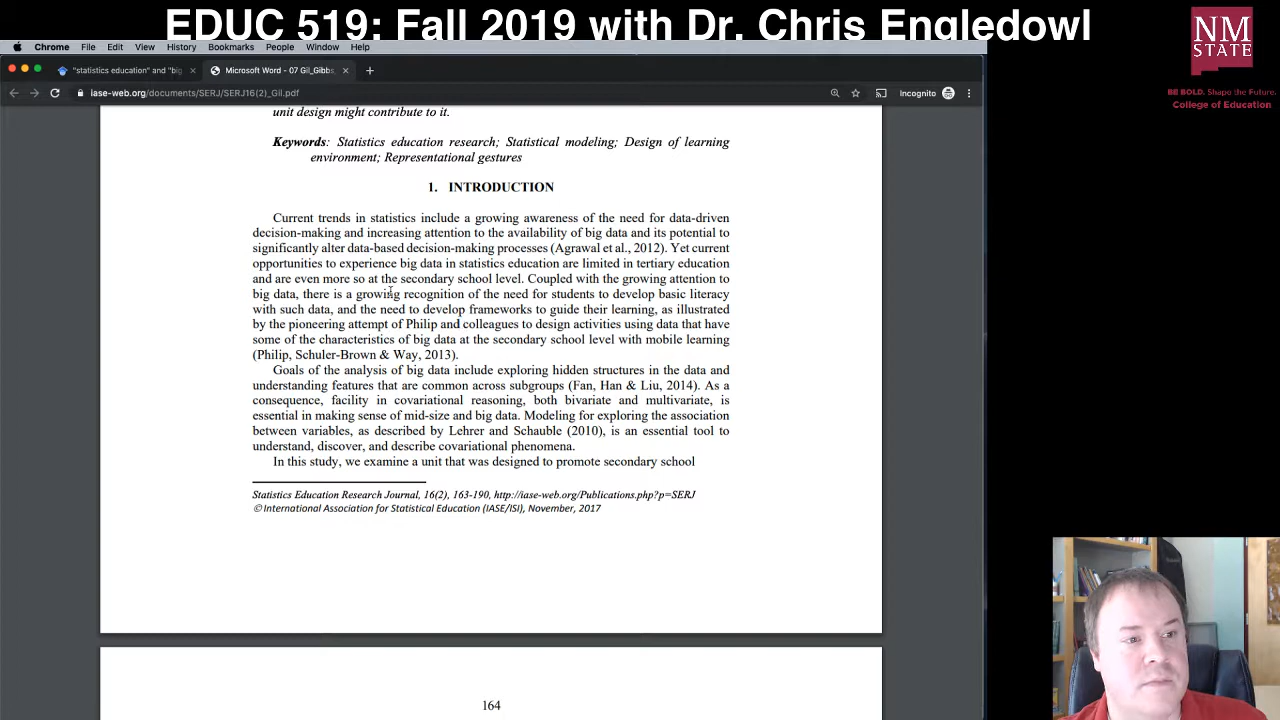 EDUC 519: Fall 2019 with Dr. Chris Engledowl
NM
STATE
BE BOLD. Shape the Future.
College of Education
Chrome File Edit View History Bookmarks People Window Help
"statistics education" and "big
Microsoft Word - 07 Gil_Gibbs
iase-web.org/documents/SERJ/SERJ16(2)_Gil.pdf
Incognito
unit design might contribute to it.
Keywords: Statistics education research; Statistical modeling; Design of learning
environment; Representational gestures
1. INTRODUCTION
Current trends in statistics include a growing awareness of the need for data-driven
decision-making and increasing attention to the availability of big data and its potential to
significantly alter data-based decision-making processes (Agrawal et al., 2012). Yet current
opportunities to experience big data in statistics education are limited in tertiary education
and are even more so at the secondary school level. Coupled with the growing attention to
big data, there is a growing recognition of the need for students to develop basic literacy
with such data, and the need to develop frameworks to guide their learning, as illustrated
by the pioneering attempt of Philip and colleagues to design activities using data that have
some of the characteristics of big data at the secondary school level with mobile learning
(Philip, Schuler-Brown & Way, 2013).
Goals of the analysis of big data include exploring hidden structures in the data and
understanding features that are common across subgroups (Fan, Han & Liu, 2014). As a
consequence, facility in covariational reasoning, both bivariate and multivariate, is
essential in making sense of mid-size and big data. Modeling for exploring the association
between variables, as described by Lehrer and Schauble (2010), is an essential tool to
understand, discover, and describe covariational phenomena.
In this study, we examine a unit that was designed to promote secondary school
Statistics Education Research Journal, 16(2), 163-190, http://iase-web.org/Publications.php?p=SERJ
© International Association for Statistical Education (IASE/ISI), November, 2017
164